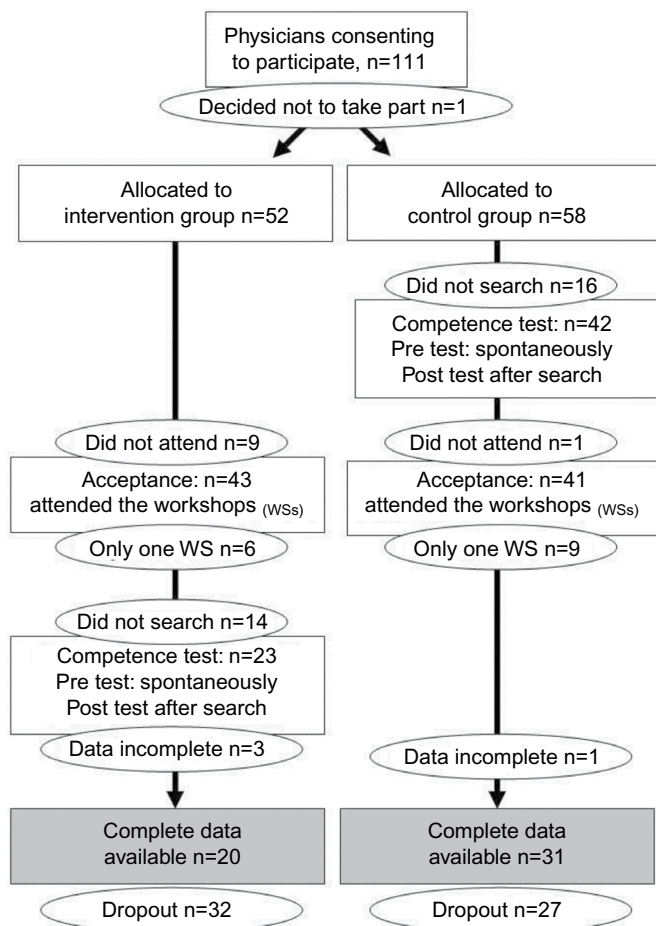 Physicians consenting
to participate, n=111
Decided not to take part n=1
Allocated to
intervention group n=52
Allocated to
control group n=58
Did not search n=16
Competence test: n=42
Pre test: spontaneously
Post test after search
Did not attend n=9
Did not attend n=1
Acceptance: n=43
attended the workshops (WSs)
Acceptance: n=41
attended the workshops (WSs)
Only one WS n=6
Only one WS n=9
Did not search n=14
Competence test: n=23
Pre test: spontaneously
Post test after search
Data incomplete n=3
Data incomplete n=1
Complete data
available n=20
Complete data
available n=31
Dropout n=32
Dropout n=27